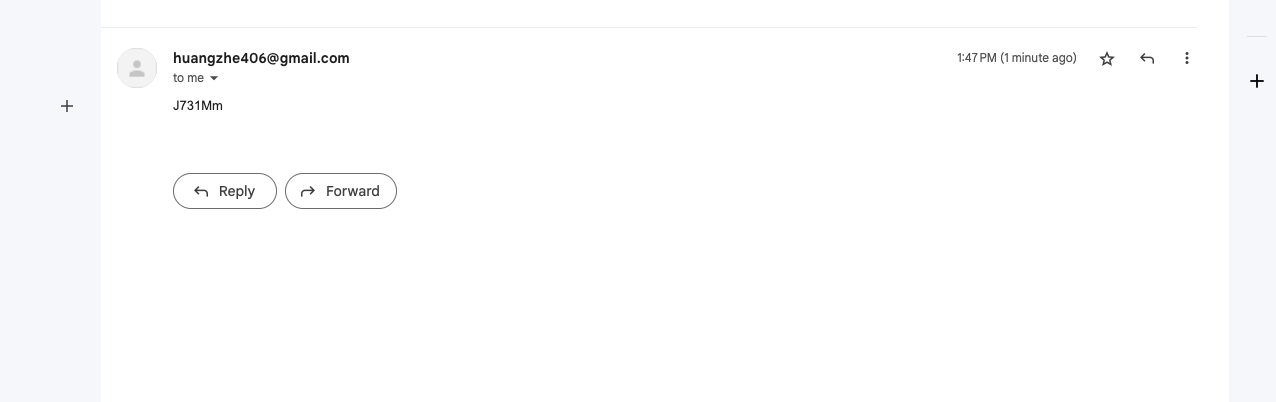 huangzhe406@gmail.com
1:47 PM (1 minute ago)
to me
J731Mm
Reply
Forward